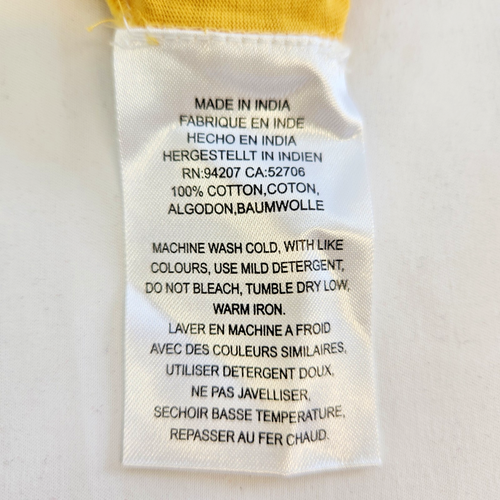 MADE IN INDIA
FABRIQUE EN INDE
HECHO EN INDIA
HERGESTELLT IN INDIEN
RN:94207 CA:52706
100% COTTON,COTON,
ALGODON,BAUMWOLLE
MACHINE WASH COLD, WITH LIKE
COLOURS, USE MILD DETERGENT,
DO NOT BLEACH, TUMBLE DRY LOW,
WARM IRON.
LAVER EN MACHINE A FROID
AVEC DES COULEURS SIMILAIRES,
UTILISER DETERGENT DOUX,
NE PAS JAVELLISER,
SECHOIR BASSE TEMPERATURE,
REPASSER AU FER CHAUD.